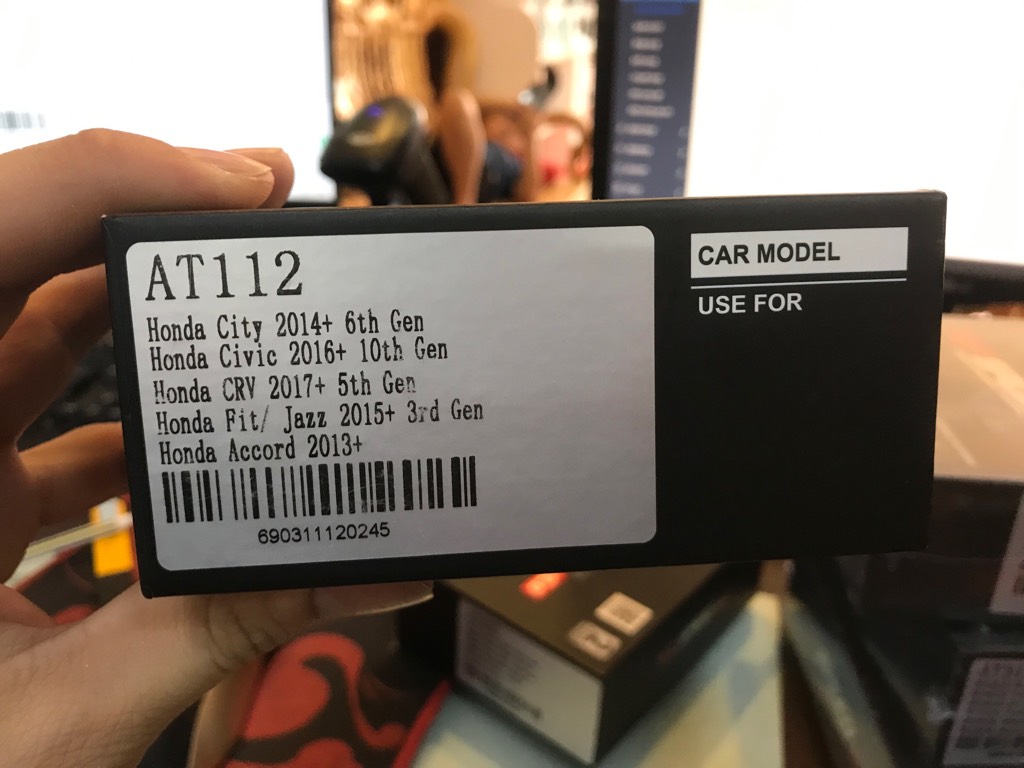 AT112
Honda City 2014+ 6th Gen
Honda Civic 2016+ 10th Gen
Honda CRV 2017+ 5th Gen
Honda Fit/ Jazz 2015+ 3rd Gen
Honda Accord 2013+
690311120245
CAR MODEL
USE FOR